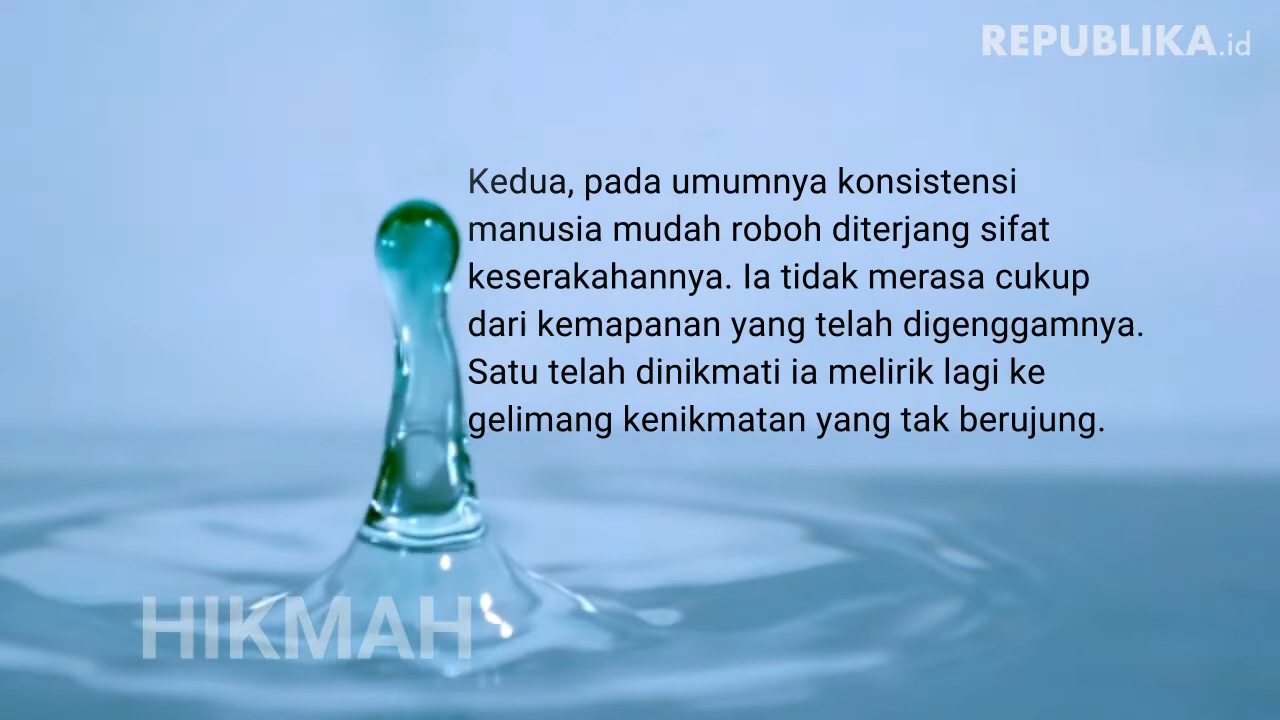 REPUBLIKA.id
Kedua, pada umumnya konsistensi
manusia mudah roboh diterjang sifat
keserakahannya. Ia tidak merasa cukup
dari kemapanan yang telah digenggamnya.
Satu telah dinikmati ia melirik lagi ke
gelimang kenikmatan yang tak berujung.
HIKMAH